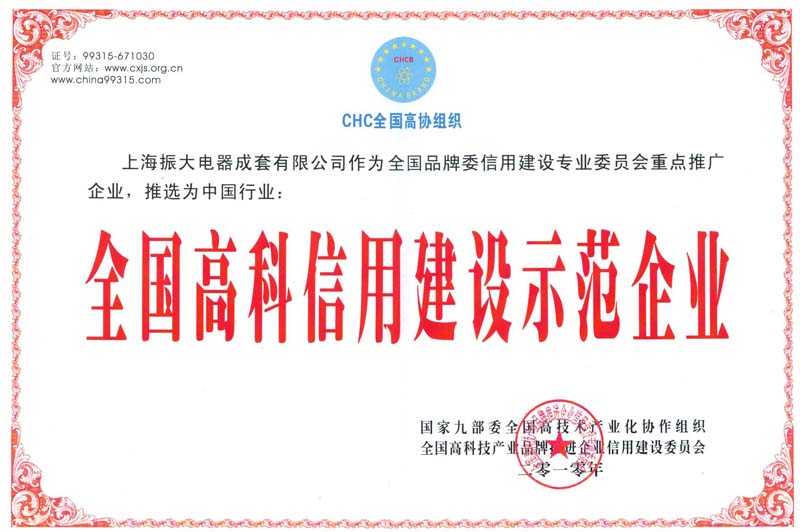 证号：99315-671030
官方网站：www.cxjs.org.cn
www.china99315.com
CHCB
CHINA BRAND
CHC全国高协组织
上海振大电器成套有限公司作为全国品牌委信用建设专业委员会重点推广
企业，推选为中国行业：
全国高科信用建设示范企业
国家九部委全国高技术产业化协作组织
全国高科技产业品牌推进企业信用建设委员会
二零一零年